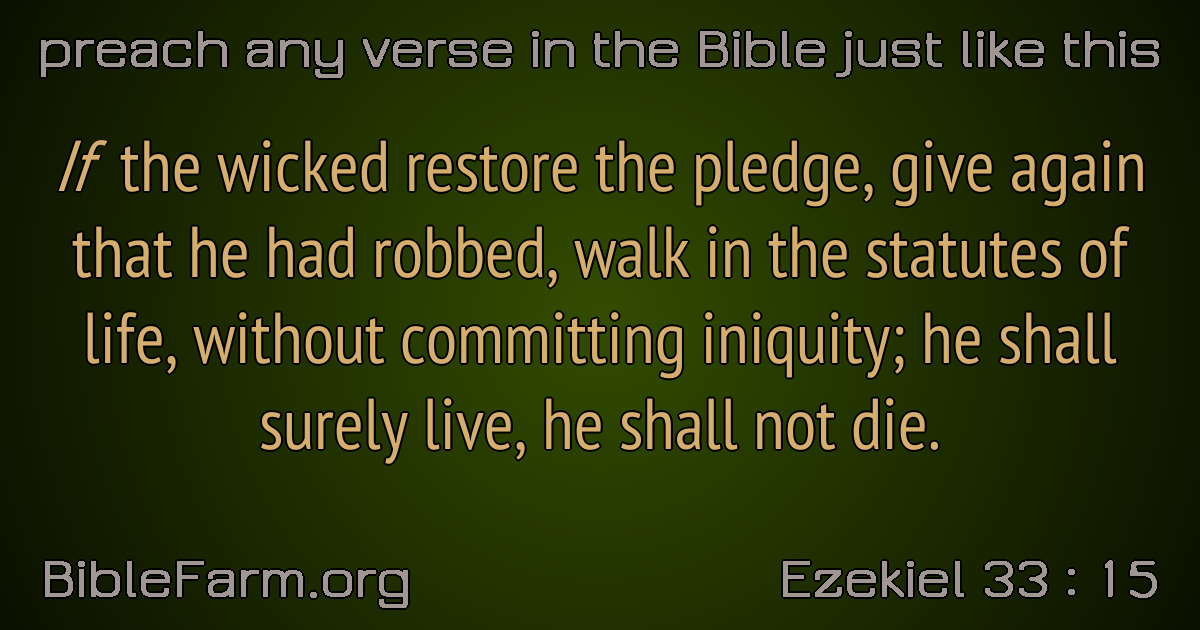 preach any verse in the Bible just like this
If the wicked restore the pledge, give again
that he had robbed, walk in the statutes of
life, without committing iniquity; he shall
surely live, he shall not die.
BibleFarm.org
Ezekiel 33 : 15